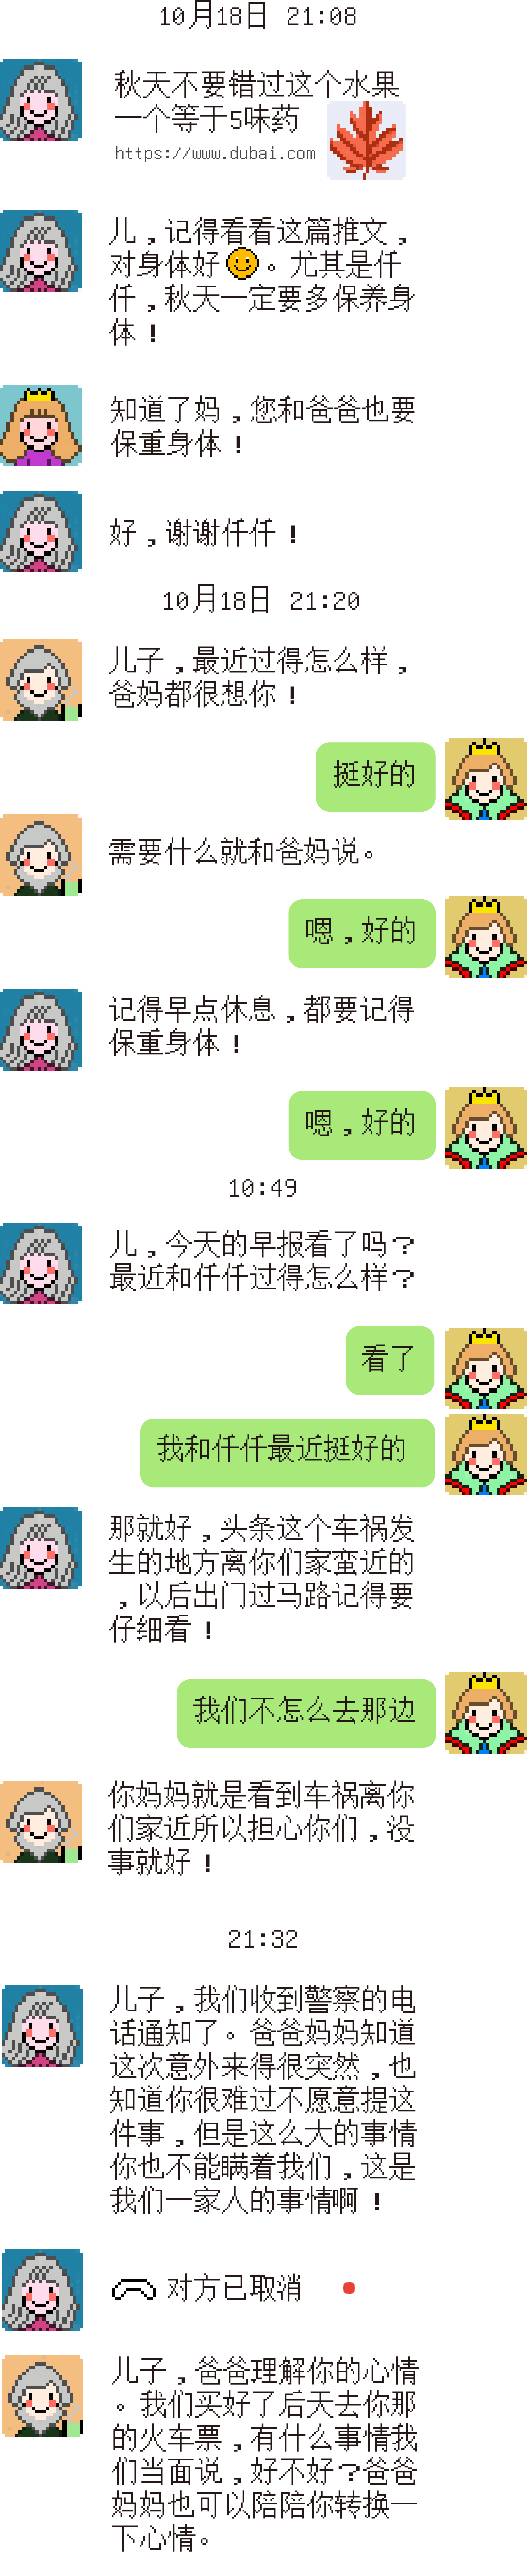 10月18日 21:08
秋天不要错过这个水果
一个等于5味药
https://www.dubai.com
儿，记得看看这篇推文，
对身体好。尤其是仟
仟，秋天一定要多保养身
体！
知道了妈，您和爸爸也要
保重身体！
好，谢谢仟仟！
10月18日 21:20
儿子，最近过得怎么样，
爸妈都很想你！
挺好的
需要什么就和爸妈说。
嗯，好的
记得早点休息，都要记得
保重身体！
嗯，好的
10:49
儿，今天的早报看了吗？
最近和仟仟过得怎么样？
看了
我和仟仟最近挺好的
那就好，头条这个车祸发
生的地方离你们家蛮近的
，以后出门过马路记得要
仔细看！
我们不怎么去那边
你妈妈就是看到车祸离你
们家近所以担心你们，没
事就好！
21:32
儿子，我们收到警察的电
话通知了。爸爸妈妈知道
这次意外来得很突然，也
知道你很难过不愿意提这
件事，但是这么大的事情
你也不能瞒着我们，这是
我们一家人的事情啊！
对方已取消
儿子，爸爸理解你的心情
。我们买好了后天去你那
的火车票，有什么事情我
们当面说，好不好？爸爸
妈妈也可以陪陪你转换一
下心情。